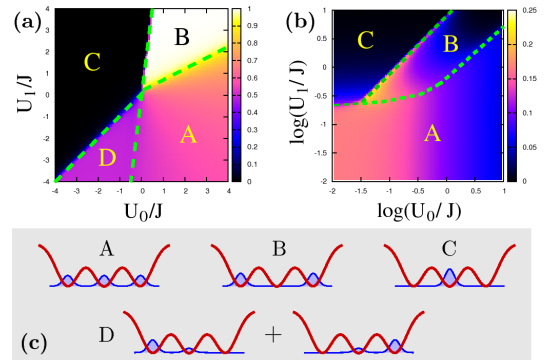 (a)
U₁/J
4
3
2
1
0
-1
-2
-3
-4
-4 -3 -2 -1 0 1 2 3 4
U₀/J
C
B
D
A
1
0.9
0.8
0.7
0.6
0.5
0.4
0.3
0.2
0.1
0
(b)
log(U₁/ J)
1
0.5
0
-0.5
-1
-1.5
-2
-2 -1.5 -1 -0.5 0 0.5 1
log(U₀/ J)
C
B
A
0.25
0.2
0.15
0.1
0.05
0
A B C
D +
(c)